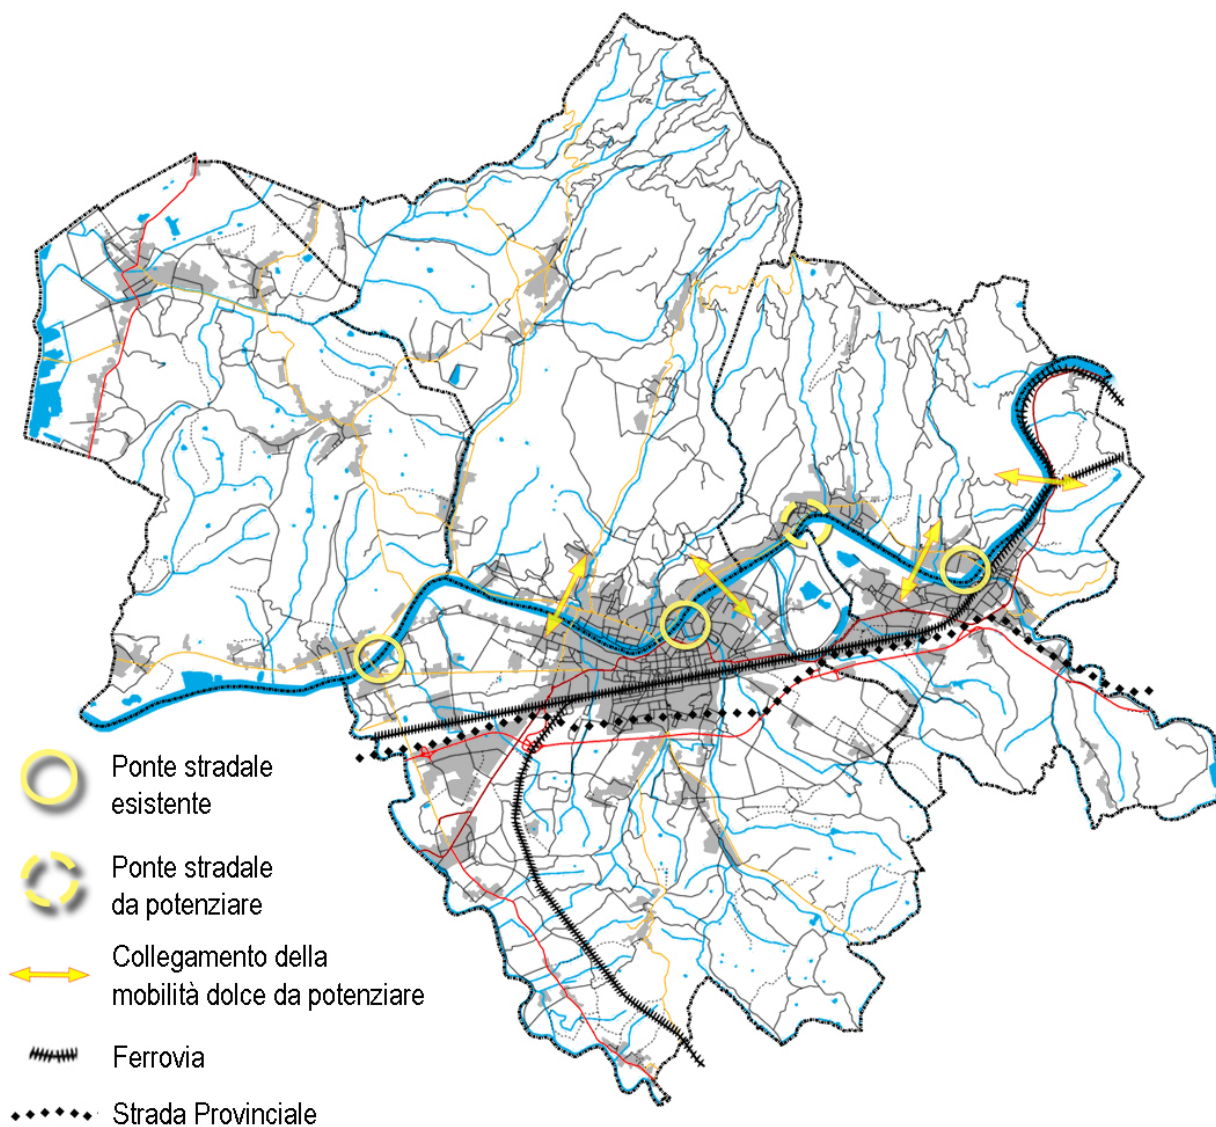 Ponte stradale
esistente
Ponte stradale
da potenziare
Collegamento della
mobilità dolce da potenziare
Ferrovia
Strada Provinciale